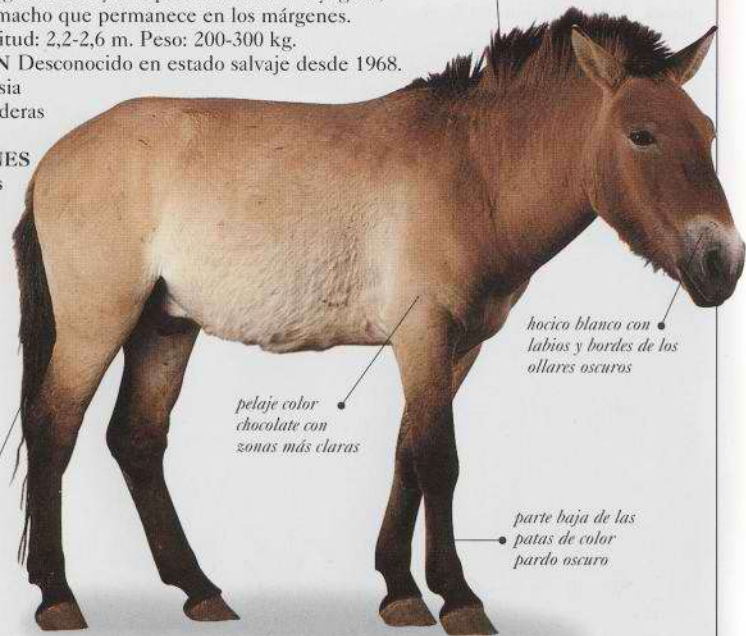 macho que permanece en los márgenes.
itud: 2,2-2,6 m. Peso: 200-300 kg.
N Desconocido en estado salvaje desde 1968.
sia
deras
NES
s
hocico blanco con
labios y bordes de los
ollares oscuros
pelaje color
chocolate con
zonas más claras
parte baja de las
patas de color
pardo oscuro